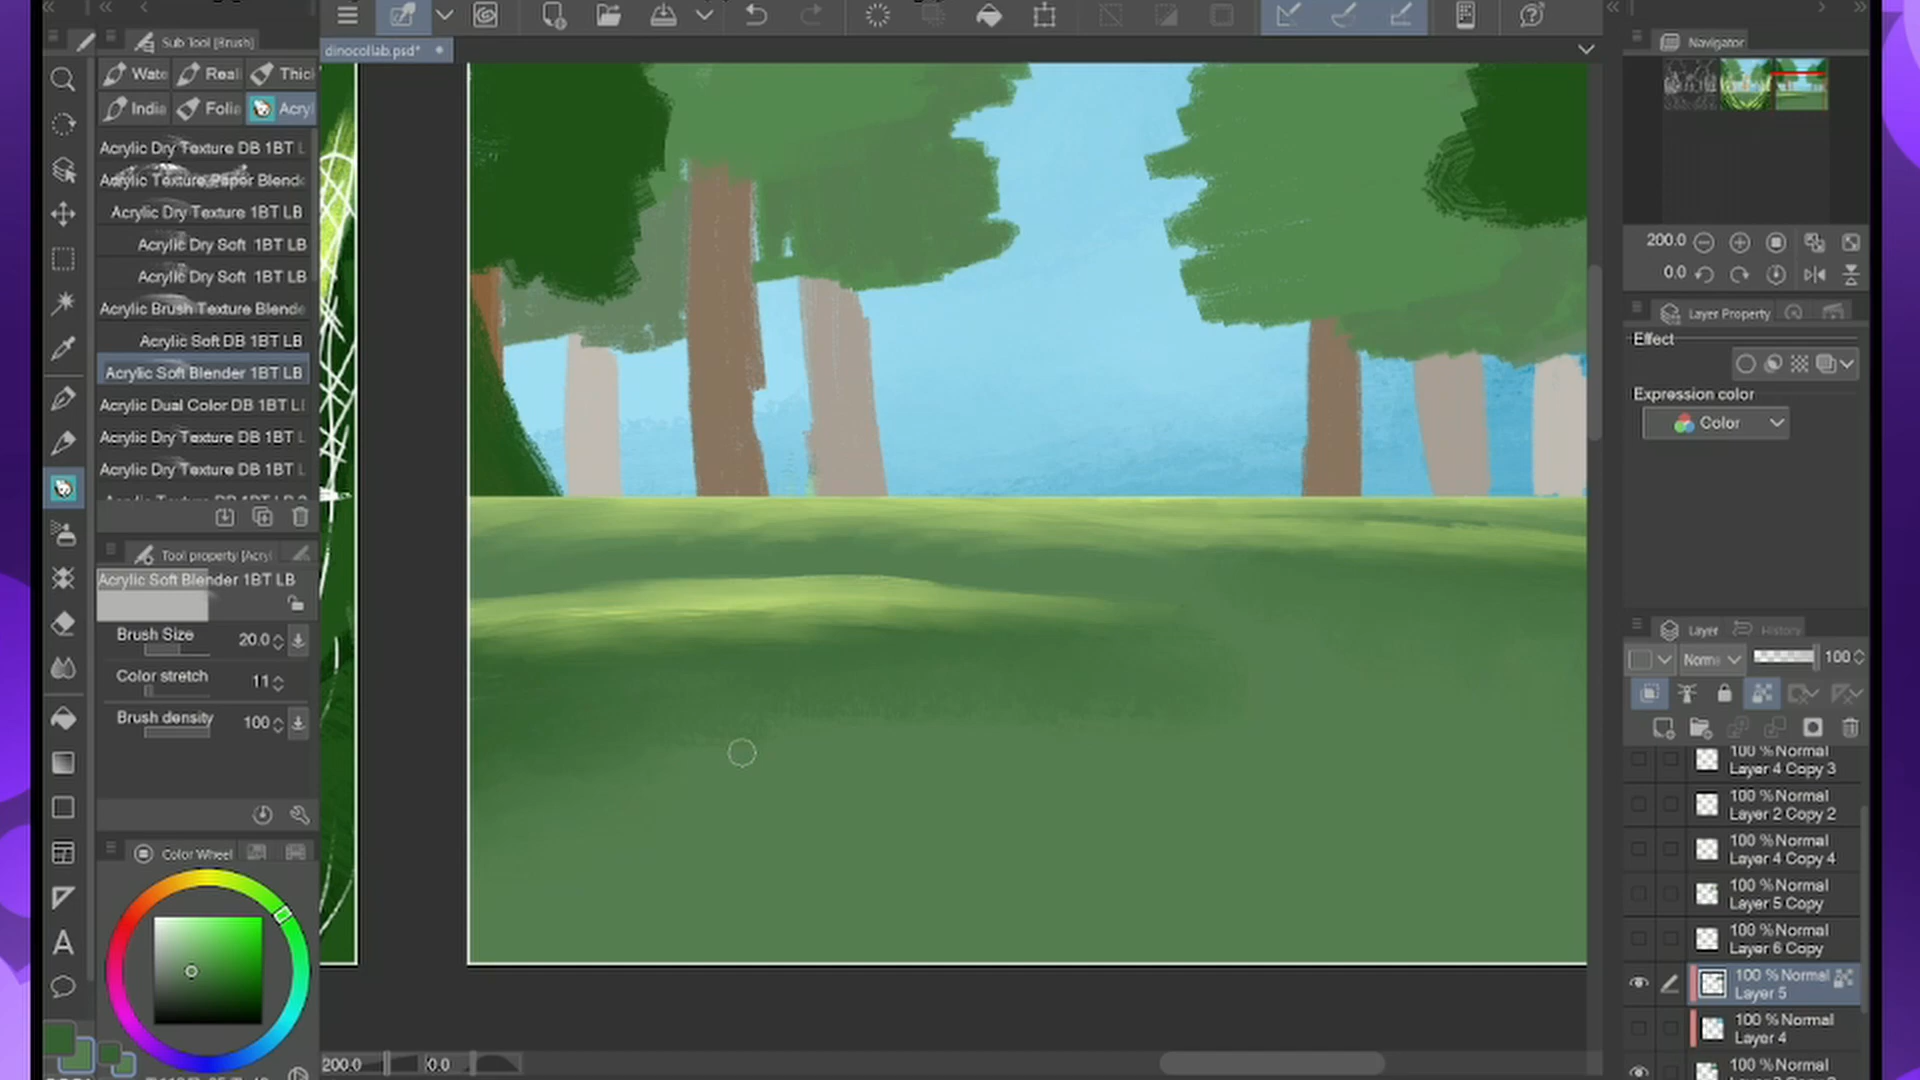 Sub Tool [Brush]
Wate
Reali
Thic
India
Folia
Acryl
Acrylic Dry Texture DB 1BT L
Acrylic Texture Paper Blende
Acrylic Dry Texture 1BT LB
Acrylic Dry Soft 1BT LB
Acrylic Dry Soft 1BT LB
Acrylic Brush Texture Blende
Acrylic Soft DB 1BT LB
Acrylic Soft Blender 1BT LB
Acrylic Dual Color DB 1BT L
Acrylic Dry Texture DB 1BT L
Acrylic Dry Texture DB 1BT L
Tool property [Acryl
Acrylic Soft Blender 1BT LB
Brush Size 20.0
Color stretch 11
Brush density 100
Color Wheel
dinocollab.psd*
200.0 0.0
Navigator
200.0
0.0
Layer Property
Effect
Expression color
Color
Layer History
Norma 100
100 % Normal
Layer 4 Copy 3
100 % Normal
Layer 2 Copy 2
100 % Normal
Layer 4 Copy 4
100 % Normal
Layer 5 Copy
100 % Normal
Layer 6 Copy
100 % Normal
Layer 5
100 % Normal
Layer 4
100 % Normal